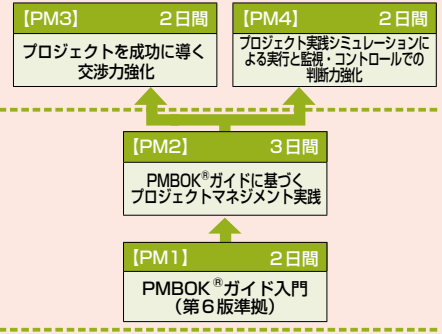 【PM3】 2日間
プロジェクトを成功に導く
交渉力強化
【PM4】 2日間
プロジェクト実践シミュレーションに
よる実行と監視・コントロールでの
判断力強化
【PM2】 3日間
PMBOK®ガイドに基づく
プロジェクトマネジメント実践
【PM1】 2日間
PMBOK®ガイド入門
（第6版準拠）